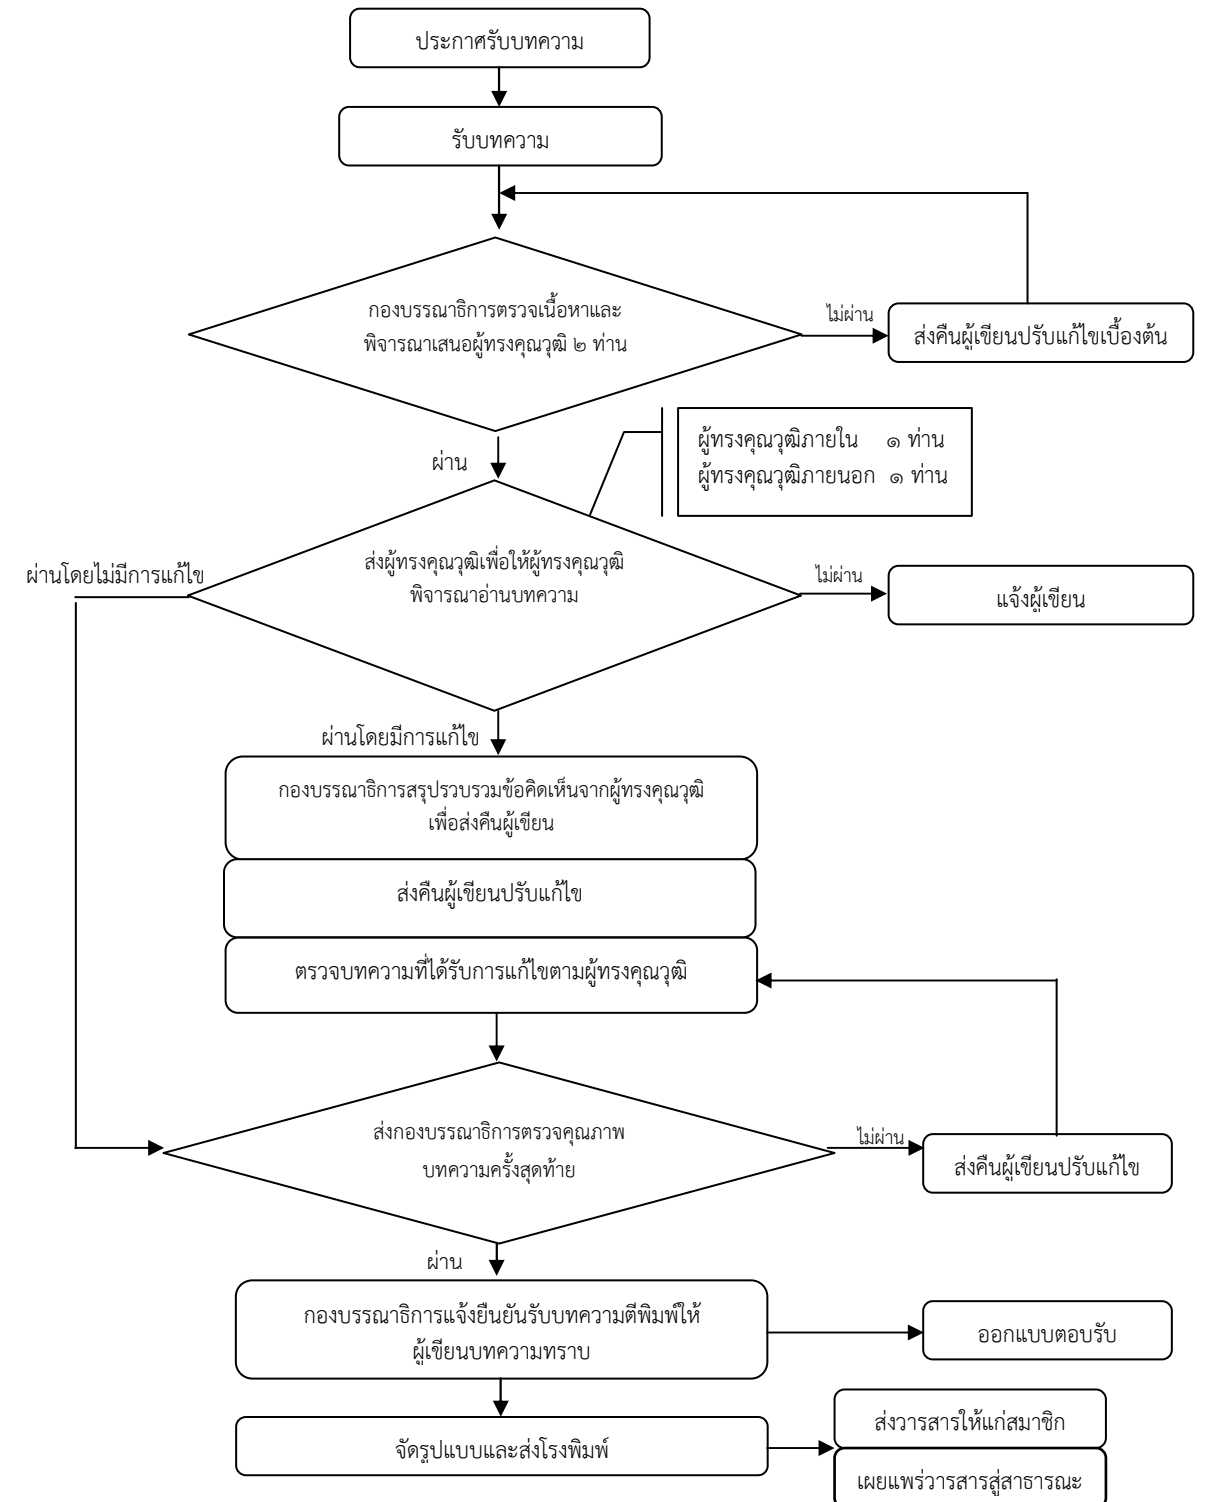 ประกาศรับบทความ
รับบทความ
กองบรรณาธิการตรวจเนื้อหาและ
พิจารณาเสนอผู้ทรงคุณวุฒิ ๒ ท่าน
ไม่ผ่าน
ส่งคืนผู้เขียนปรับแก้ไขเบื้องต้น
ผ่าน
ผู้ทรงคุณวุฒิภายใน ๑ ท่าน
ผู้ทรงคุณวุฒิภายนอก ๑ ท่าน
ส่งผู้ทรงคุณวุฒิเพื่อให้ผู้ทรงคุณวุฒิ
พิจารณาอ่านบทความ
ผ่านโดยไม่มีการแก้ไข
ไม่ผ่าน
แจ้งผู้เขียน
ผ่านโดยมีการแก้ไข
กองบรรณาธิการสรุปรวบรวมข้อคิดเห็นจากผู้ทรงคุณวุฒิ
เพื่อส่งคืนผู้เขียน
ส่งคืนผู้เขียนปรับแก้ไข
ตรวจบทความที่ได้รับการแก้ไขตามผู้ทรงคุณวุฒิ
ส่งกองบรรณาธิการตรวจคุณภาพ
บทความครั้งสุดท้าย
ไม่ผ่าน
ส่งคืนผู้เขียนปรับแก้ไข
ผ่าน
กองบรรณาธิการแจ้งยืนยันรับบทความตีพิมพ์ให้
ผู้เขียนบทความทราบ
ออกแบบตอบรับ
จัดรูปแบบและส่งโรงพิมพ์
ส่งวารสารให้แก่สมาชิก
เผยแพร่วารสารสู่สาธารณะ